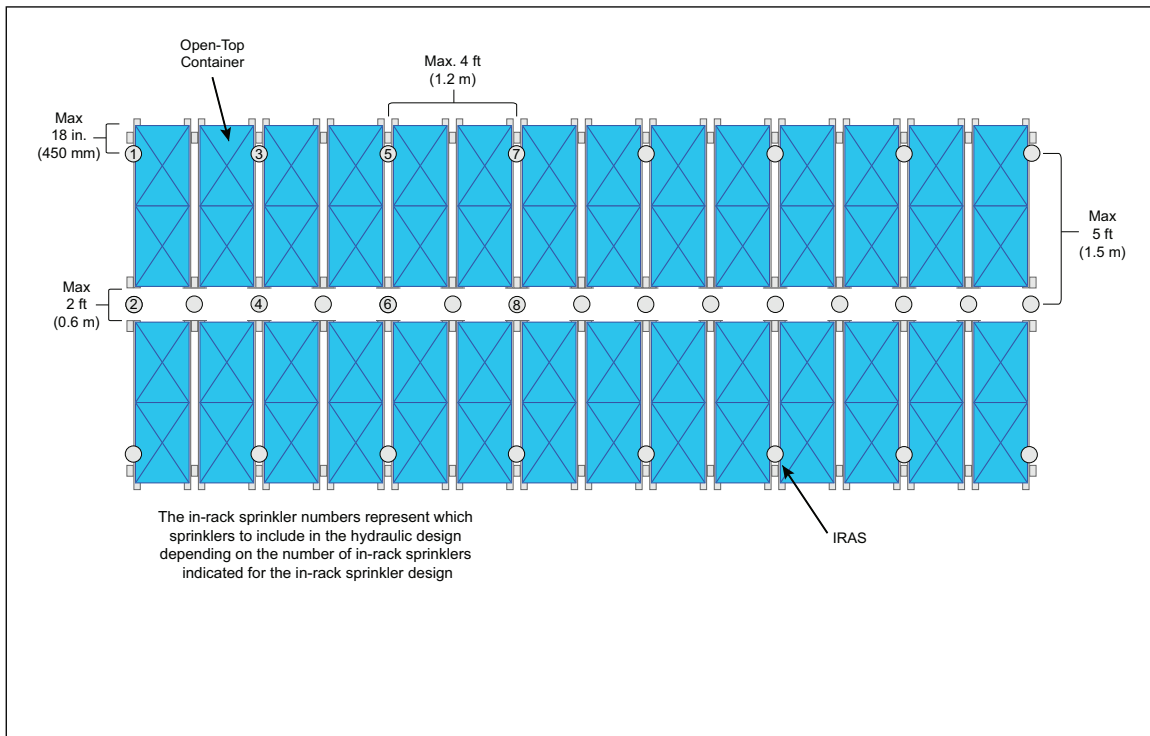 Open-Top
Container
Max. 4 ft
(1.2 m)
Max
18 in.
(450 mm)
1
3
5
7
Max
5 ft
(1.5 m)
Max
2 ft
(0.6 m)
2
4
6
8
The in-rack sprinkler numbers represent which
sprinklers to include in the hydraulic design
depending on the number of in-rack sprinklers
indicated for the in-rack sprinkler design
IRAS